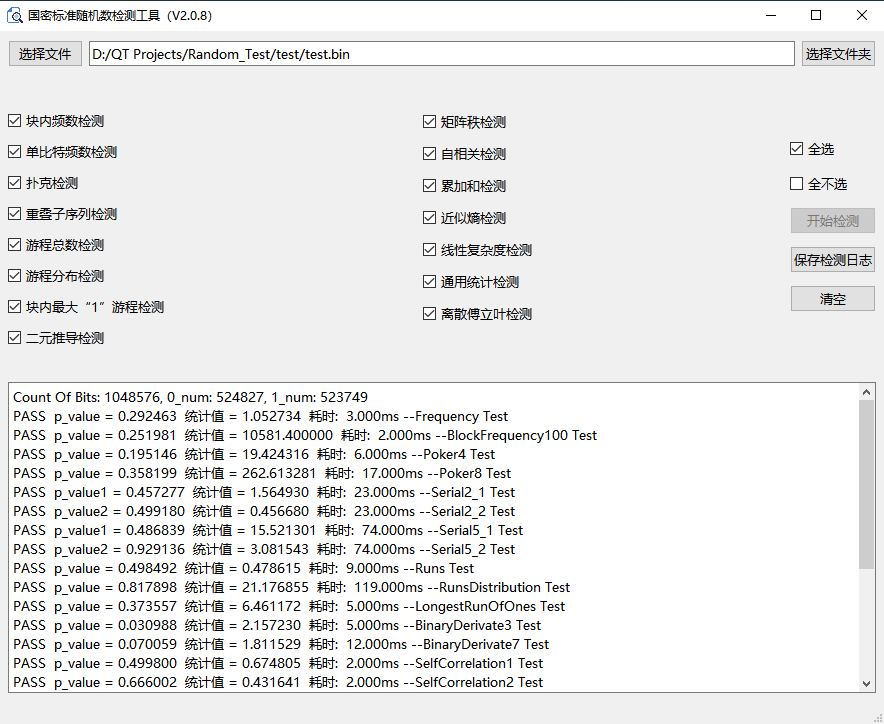 国密标准随机数检测工具（V2.0.8）
选择文件 D:/QT Projects/Random_Test/test/test.bin 选择文件夹
块内频数检测
单比特频数检测
扑克检测
重叠子序列检测
游程总数检测
游程分布检测
块内最大“1”游程检测
二元推导检测
矩阵秩检测
自相关检测
累加和检测
近似熵检测
线性复杂度检测
通用统计检测
离散傅立叶检测
全选
全不选
开始检测
保存检测日志
清空
Count Of Bits: 1048576, 0_num: 524827, 1_num: 523749
PASS p_value = 0.292463 统计值 = 1.052734 耗时: 3.000ms --Frequency Test
PASS p_value = 0.251981 统计值 = 10581.400000 耗时: 2.000ms --BlockFrequency100 Test
PASS p_value = 0.195146 统计值 = 19.424316 耗时: 6.000ms --Poker4 Test
PASS p_value = 0.358199 统计值 = 262.613281 耗时: 17.000ms --Poker8 Test
PASS p_value1 = 0.457277 统计值 = 1.564930 耗时: 23.000ms --Serial2_1 Test
PASS p_value2 = 0.499180 统计值 = 0.456680 耗时: 23.000ms --Serial2_2 Test
PASS p_value1 = 0.486839 统计值 = 15.521301 耗时: 74.000ms --Serial5_1 Test
PASS p_value2 = 0.929136 统计值 = 3.081543 耗时: 74.000ms --Serial5_2 Test
PASS p_value = 0.498492 统计值 = 0.478615 耗时: 9.000ms --Runs Test
PASS p_value = 0.817898 统计值 = 21.176855 耗时: 119.000ms --RunsDistribution Test
PASS p_value = 0.373557 统计值 = 6.461172 耗时: 5.000ms --LongestRunOfOnes Test
PASS p_value = 0.030988 统计值 = 2.157230 耗时: 5.000ms --BinaryDerivate3 Test
PASS p_value = 0.070059 统计值 = 1.811529 耗时: 12.000ms --BinaryDerivate7 Test
PASS p_value = 0.499800 统计值 = 0.674805 耗时: 2.000ms --SelfCorrelation1 Test
PASS p_value = 0.666002 统计值 = 0.431641 耗时: 2.000ms --SelfCorrelation2 Test